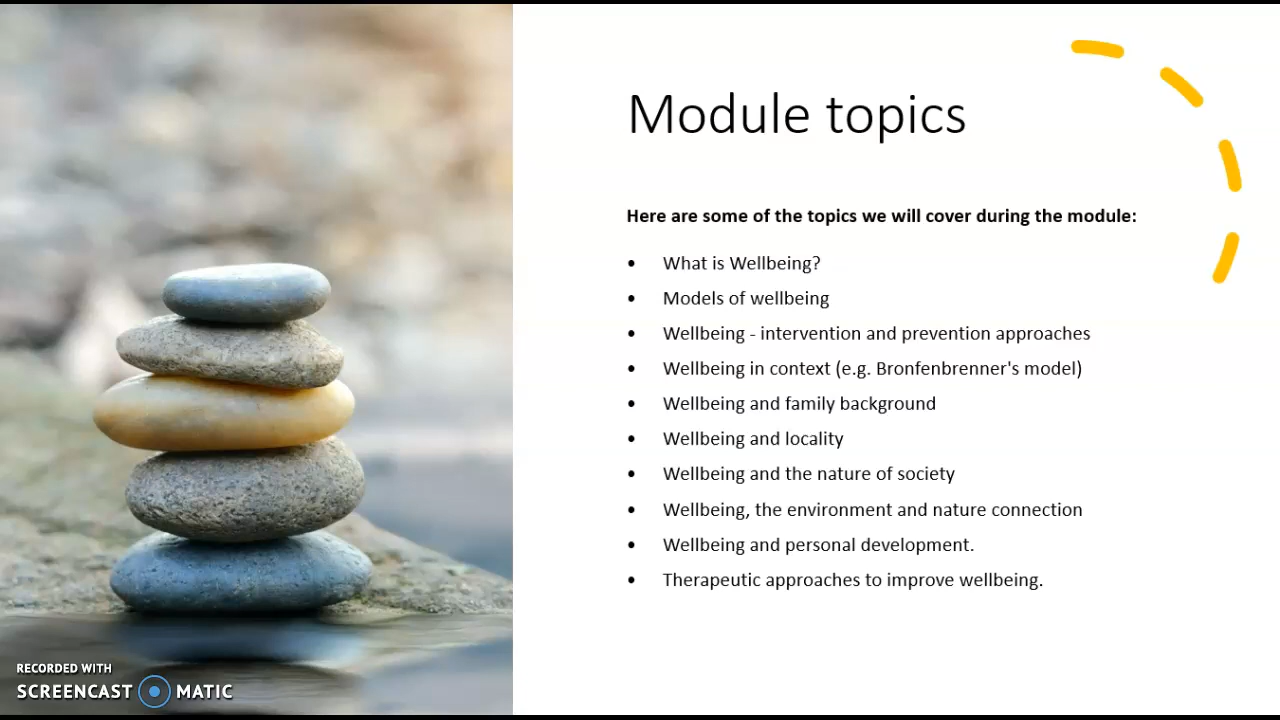 Module topics
Here are some of the topics we will cover during the module:
• What is Wellbeing?
• Models of wellbeing
• Wellbeing - intervention and prevention approaches
• Wellbeing in context (e.g. Bronfenbrenner's model)
• Wellbeing and family background
• Wellbeing and locality
• Wellbeing and the nature of society
• Wellbeing, the environment and nature connection
• Wellbeing and personal development.
• Therapeutic approaches to improve wellbeing.
RECORDED WITH
SCREENCAST MATIC